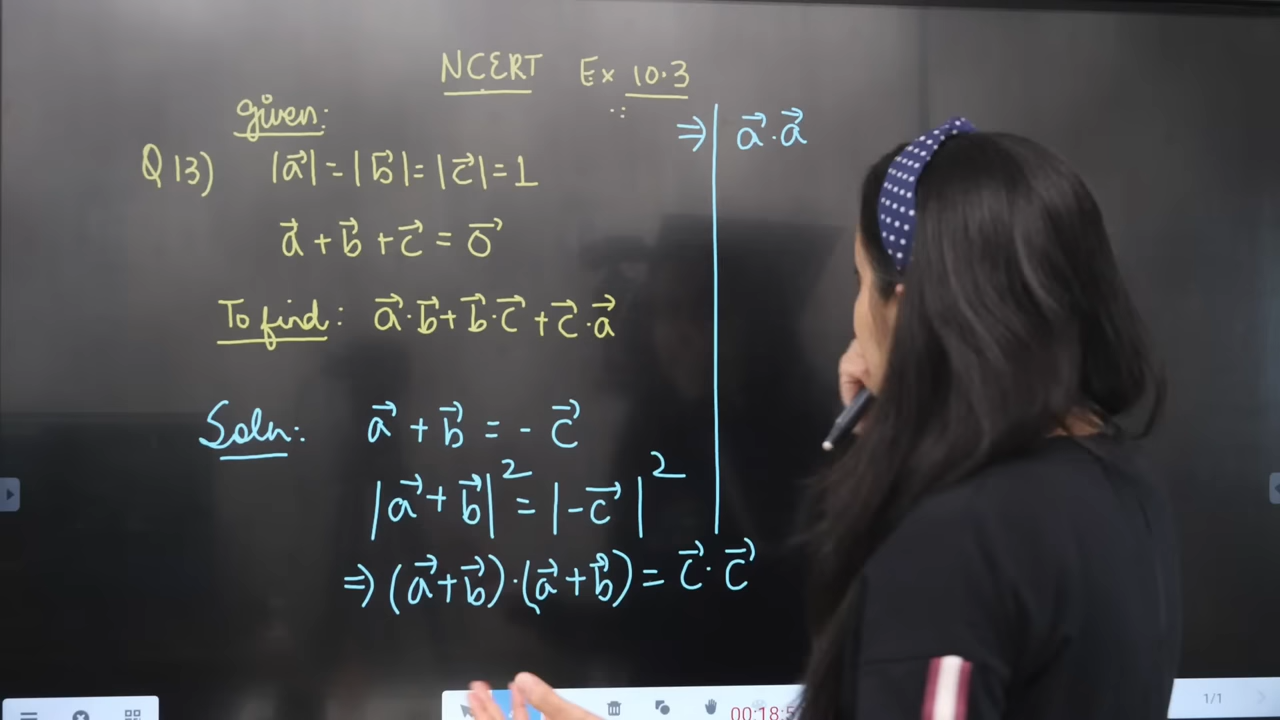 NCERT Ex 10.3
given:
Q 13) |a⃗| = |b⃗| = |c⃗| = 1
a⃗ + b⃗ + c⃗ = 0⃗
To find: a⃗·b⃗ + b⃗·c⃗ + c⃗·a⃗
Soln: a⃗ + b⃗ = - c⃗
|a⃗ + b⃗|² = |-c⃗|²
⇒ (a⃗ + b⃗)·(a⃗ + b⃗) = c⃗·c⃗
⇒ a⃗·a⃗
1/1